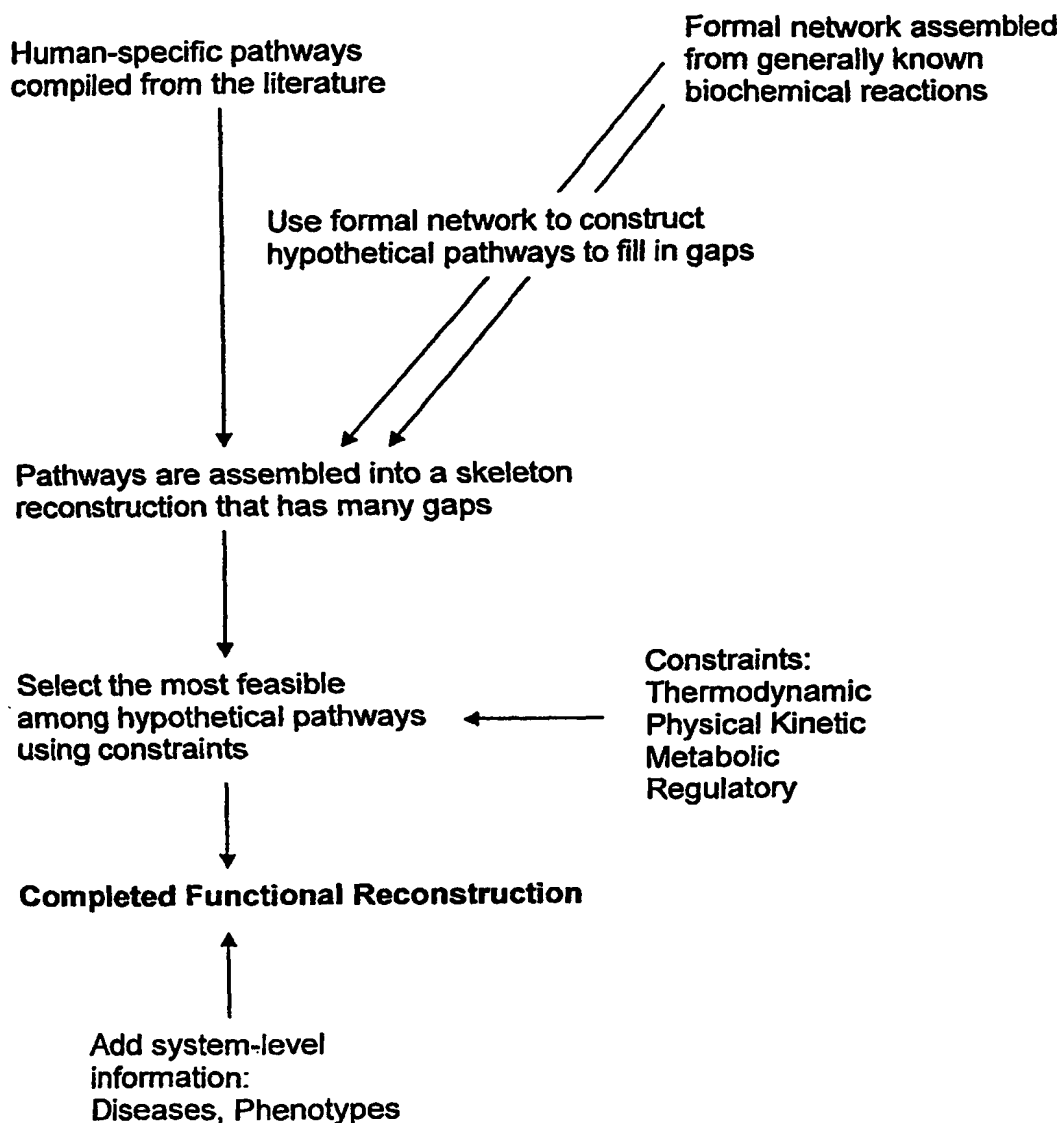 Human-specific pathways
compiled from the literature
Formal network assembled
from generally known
biochemical reactions
Use formal network to construct
hypothetical pathways to fill in gaps
Pathways are assembled into a skeleton
reconstruction that has many gaps
Select the most feasible
among hypothetical pathways
using constraints
Constraints:
Thermodynamic
Physical Kinetic
Metabolic
Regulatory
Completed Functional Reconstruction
Add system-level
information:
Diseases, Phenotypes